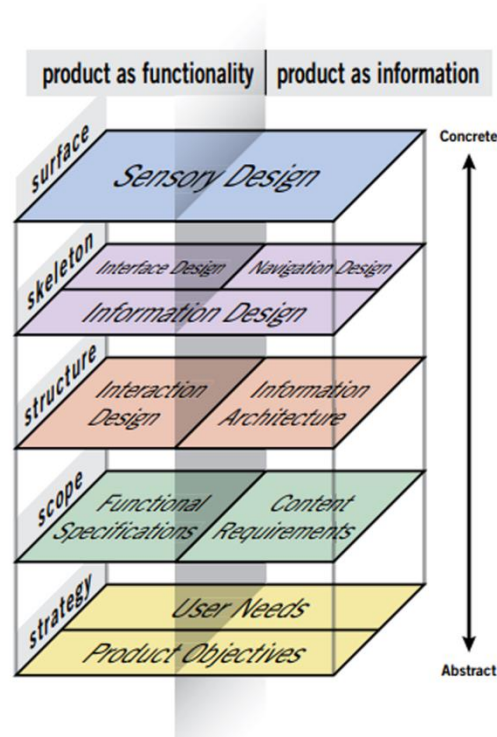 product as functionality product as information
Concrete
surface
Sensory Design
skeleton
Interface Design Navigation Design
Information Design
structure
Interaction Design
Information Architecture
scope
Functional Specifications
Content Requirements
strategy
User Needs
Product Objectives
Abstract